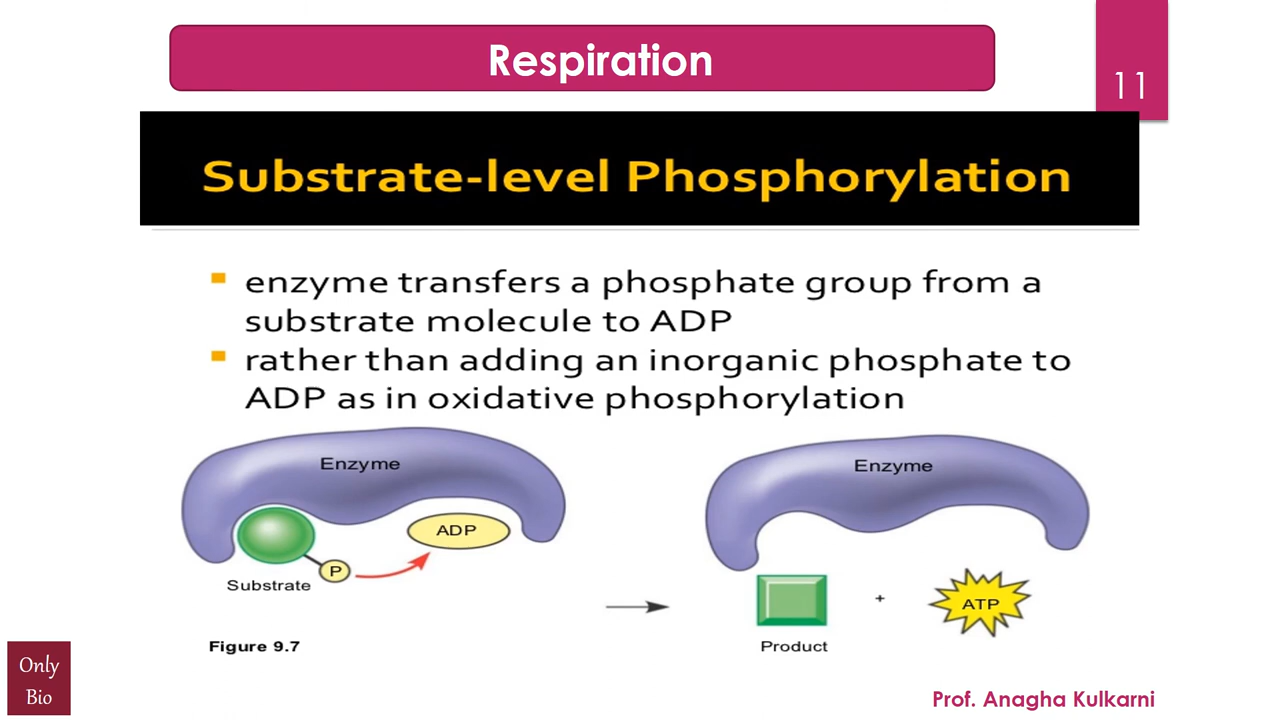 Respiration
11
Substrate-level Phosphorylation
enzyme transfers a phosphate group from a
substrate molecule to ADP
rather than adding an inorganic phosphate to
ADP as in oxidative phosphorylation
Enzyme
Enzyme
ADP
P
Substrate
+
ATP
Figure 9.7
Product
Only
Bio
Prof. Anagha Kulkarni